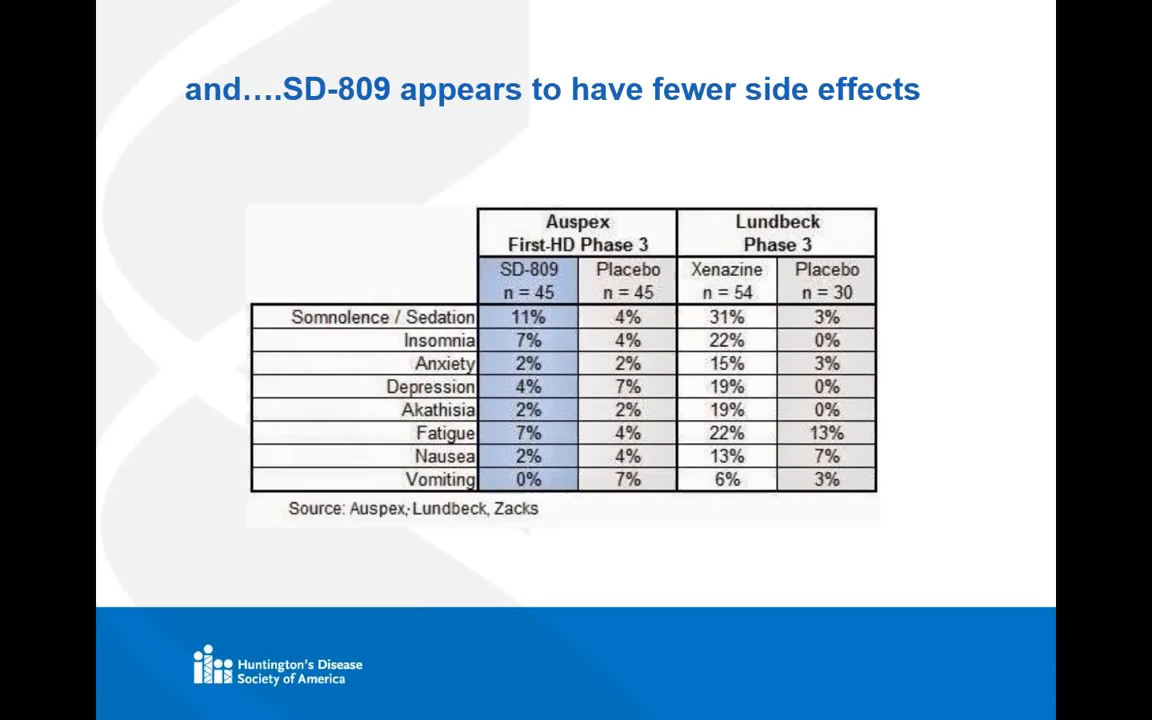 and….SD-809 appears to have fewer side effects
Auspex Lundbeck
First-HD Phase 3 Phase 3
SD-809 Placebo Xenazine Placebo
n = 45 n = 45 n = 54 n = 30
Somnolence / Sedation 11% 4% 31% 3%
Insomnia 7% 4% 22% 0%
Anxiety 2% 2% 15% 3%
Depression 4% 7% 19% 0%
Akathisia 2% 2% 19% 0%
Fatigue 7% 4% 22% 13%
Nausea 2% 4% 13% 7%
Vomiting 0% 7% 6% 3%
Source: Auspex, Lundbeck, Zacks
Huntington's Disease
Society of America